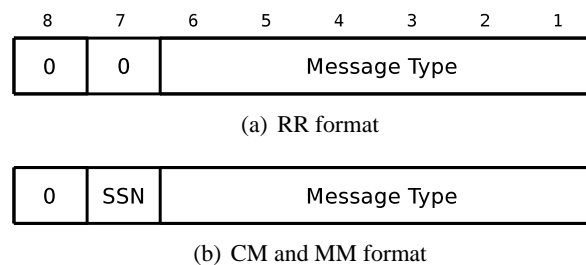 8 7 6 5 4 3 2 1
0 0 Message Type
(a) RR format
0 SSN Message Type
(b) CM and MM format